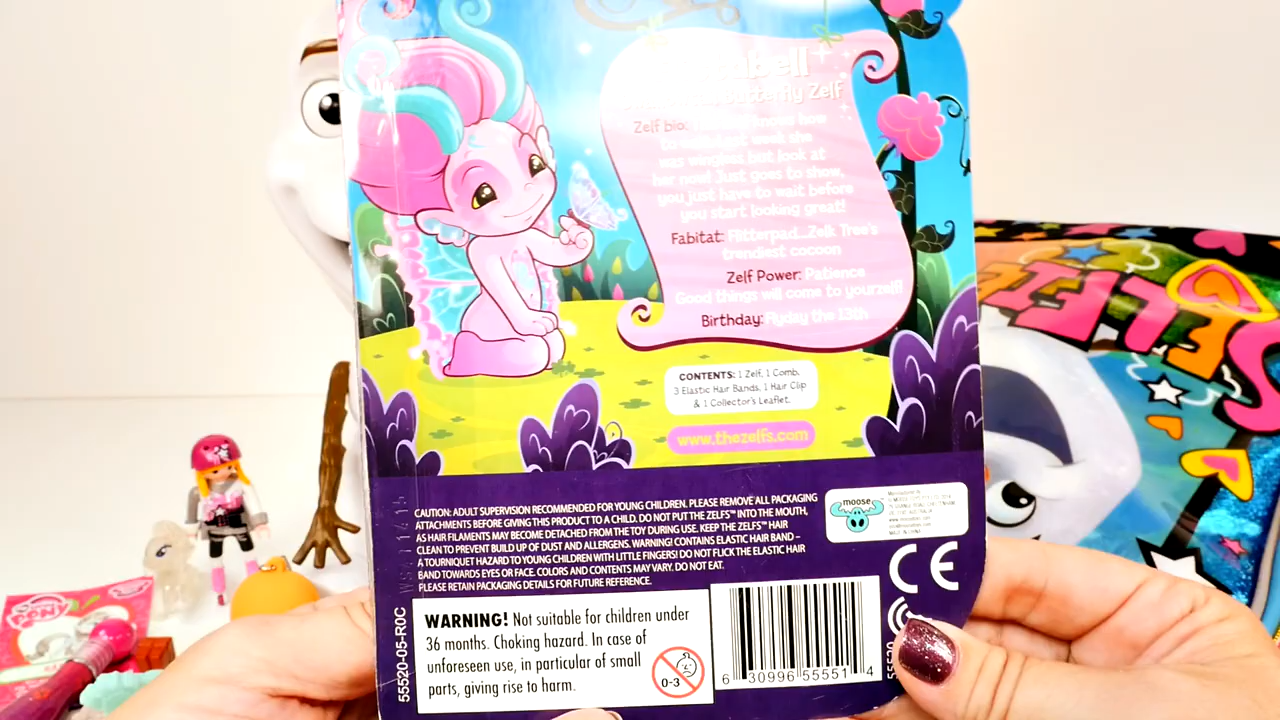 Butterfly Zelf
Zelf bio: knows how
week she
was wingless but look at
her now! Just goes to show,
you just have to wait before
you start looking great!
Fabitat: Flitterpad...Zelk Tree's
trendiest cocoon
Zelf Power: Patience
Good things will come to yourzelf!
Birthday: Flyday the 13th
CONTENTS: 1 Zelf, 1 Comb,
3 Elastic Hair Bands, 1 Hair Clip
& 1 Collector's Leaflet.
www.thezelfs.com
CAUTION: ADULT SUPERVISION RECOMMENDED FOR YOUNG CHILDREN. PLEASE REMOVE ALL PACKAGING
ATTACHMENTS BEFORE GIVING THIS PRODUCT TO A CHILD. DO NOT PUT THE ZELFS™ INTO THE MOUTH,
AS HAIR FILAMENTS MAY BECOME DETACHED FROM THE TOY DURING USE. KEEP THE ZELFS™ HAIR
CLEAN TO PREVENT BUILD UP OF DUST AND ALLERGENS. WARNING! CONTAINS ELASTIC HAIR BAND –
A TOURNIQUET HAZARD TO YOUNG CHILDREN WITH LITTLE FINGERS! DO NOT FLICK THE ELASTIC HAIR
BAND TOWARDS EYES OR FACE. COLORS AND CONTENTS MAY VARY. DO NOT EAT.
PLEASE RETAIN PACKAGING DETAILS FOR FUTURE REFERENCE.
moose
CE
WARNING! Not suitable for children under
36 months. Choking hazard. In case of
unforeseen use, in particular of small
parts, giving rise to harm.
0-3
6 30996 55551 4
55520-05-R0C
SELFIE
PONY